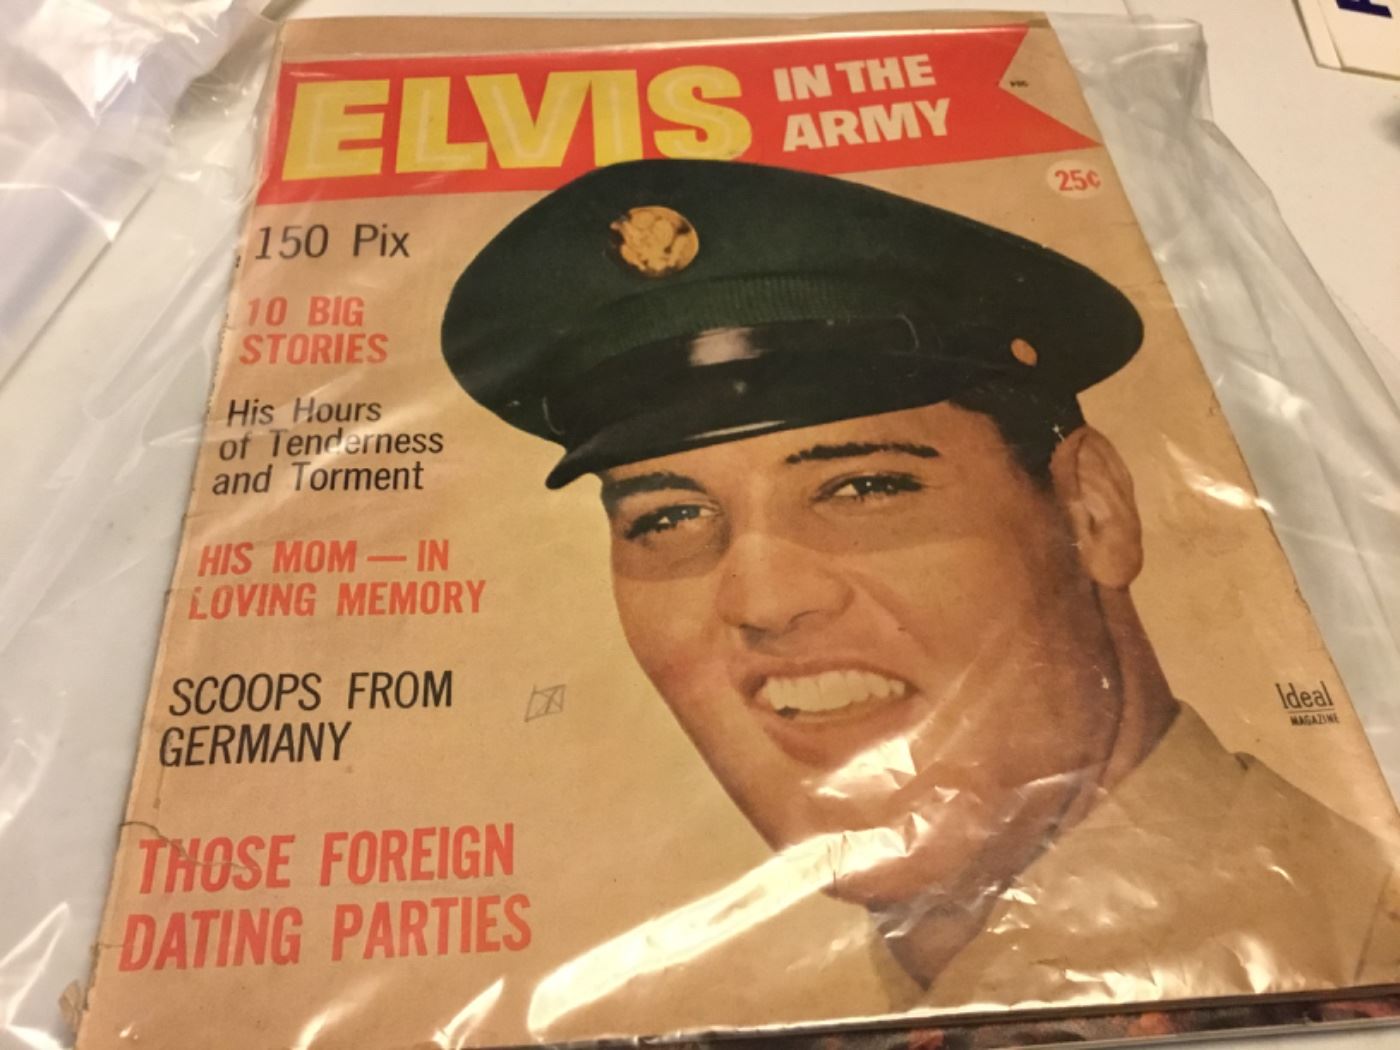 ELVIS IN THE ARMY
25¢
150 Pix
10 BIG
STORIES
His Hours
of Tenderness
and Torment
HIS MOM — IN
LOVING MEMORY
SCOOPS FROM
GERMANY
THOSE FOREIGN
DATING PARTIES
Ideal
MAGAZINE